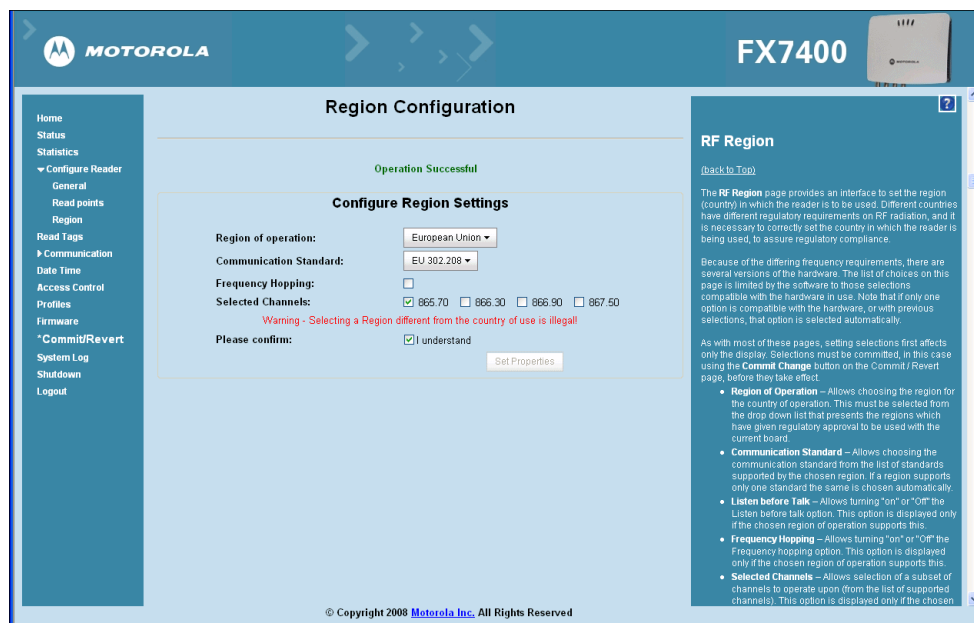 MOTOROLA
FX7400
Home
Status
Statistics
Configure Reader
General
Read points
Region
Read Tags
Communication
Date Time
Access Control
Profiles
Firmware
*Commit/Revert
System Log
Shutdown
Logout
Region Configuration
Operation Successful
Configure Region Settings
Region of operation: European Union
Communication Standard: EU 302.208
Frequency Hopping:
Selected Channels: 865.70 866.30 866.90 867.50
Warning - Selecting a Region different from the country of use is illegal!
Please confirm: I understand
Set Properties
?
RF Region
(back to Top)
The RF Region page provides an interface to set the region
(country) in which the reader is to be used. Different countries
have different regulatory requirements on RF radiation, and it
is necessary to correctly set the country in which the reader is
being used, to assure regulatory compliance.
Because of the differing frequency requirements, there are
several versions of the hardware. The list of choices on this
page is limited by the software to those selections
compatible with the hardware in use. Note that if only one
option is compatible with the hardware, or with previous
selections, that option is selected automatically.
As with most of these pages, setting selections first affects
only the display. Selections must be committed, in this case
using the Commit Change button on the Commit / Revert
page, before they take effect.
• Region of Operation – Allows choosing the region for
the country of operation. This must be selected from
the drop down list that presents the regions which
have given regulatory approval to be used with the
current board.
• Communication Standard – Allows choosing the
communication standard from the list of standards
supported by the chosen region. If a region supports
only one standard the same is chosen automatically.
• Listen before Talk – Allows turning "on" or "Off" the
Listen before talk option. This option is displayed only
if the chosen region of operation supports this.
• Frequency Hopping – Allows turning "on" or "Off" the
Frequency hopping option. This option is displayed
only if the chosen region of operation supports this.
• Selected Channels – Allows selection of a subset of
channels to operate upon (from the list of supported
channels). This option is displayed only if the chosen
© Copyright 2008 Motorola Inc. All Rights Reserved